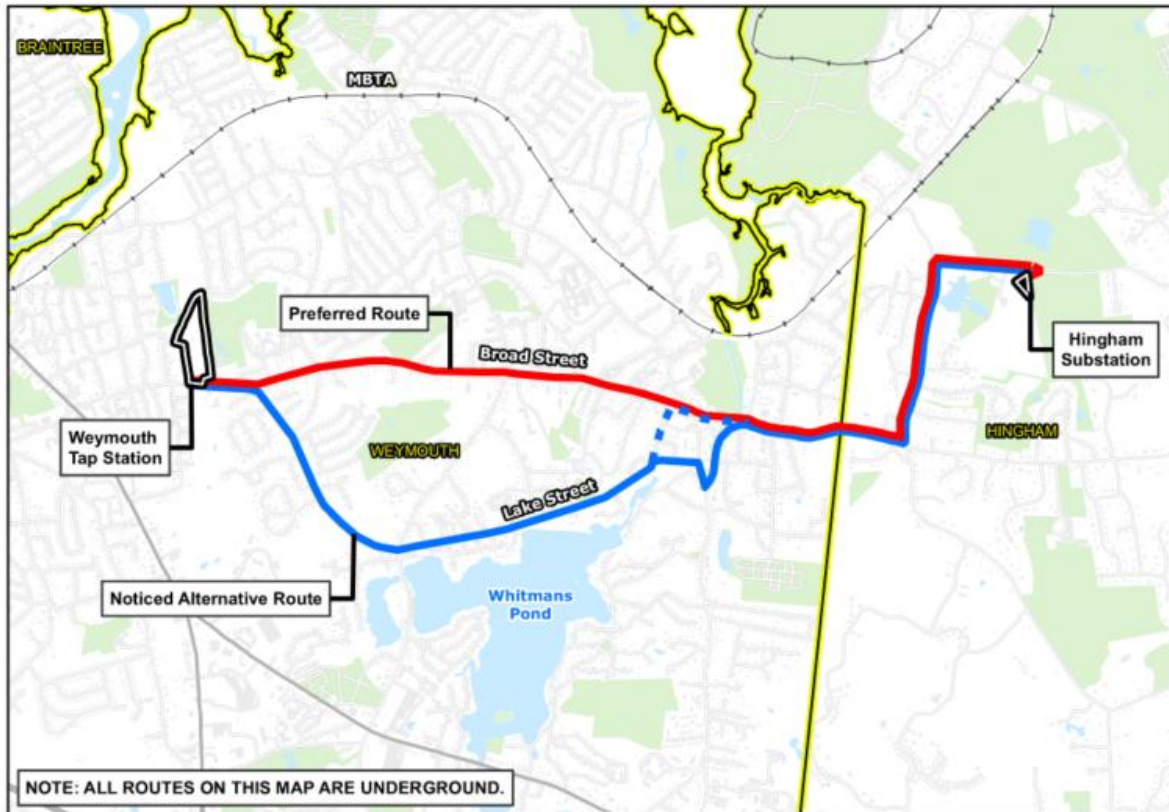 BRAINTREE
MBTA
Preferred Route
Broad Street
Hingham
Substation
Weymouth
Tap Station
WEYMOUTH
HINGHAM
Lake Street
Noticed Alternative Route
Whitmans
Pond
NOTE: ALL ROUTES ON THIS MAP ARE UNDERGROUND.